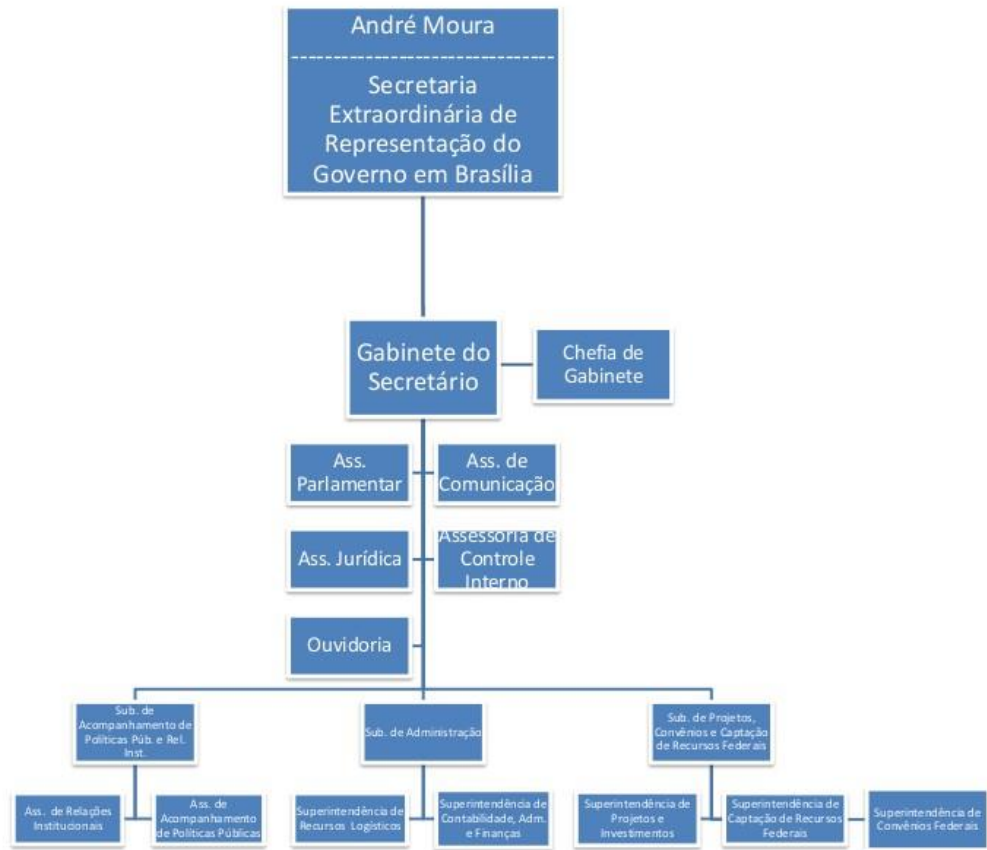 André Moura
Secretaria
Extraordinária de
Representação do
Governo em Brasília
Gabinete do
Secretário
Chefia de
Gabinete
Ass.
Parlamentar
Ass. de
Comunicação
Ass. Jurídica
Assessoria de
Controle
Interno
Ouvidoria
Sub. de
Acompanhamento de
Políticas Púb. e Rel.
Inst.
Sub. de Administração
Sub. de Projetos,
Convênios e Captação
de Recursos Federais
Ass. de Relações
Institucionais
Ass. de
Acompanhamento
de Políticas Públicas
Superintendência de
Recursos Logísticos
Superintendência de
Contabilidade, Adm.
e Finanças
Superintendência de
Projetos e
Investimentos
Superintendência de
Captação de Recursos
Federais
Superintendência de
Convênios Federais